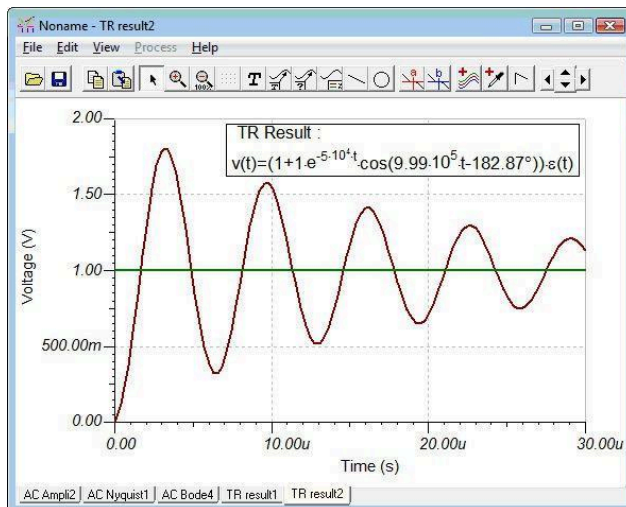 Noname - TR result2
File Edit View Process Help
T
100%
a b
2.00
1.50
1.00
500.00m
0.00
Voltage (V)
TR Result :
v(t)=(1+1·e^-5·10^4·t·cos(9.99·10^5·t-182.87°))·ε(t)
0.00 10.00u 20.00u 30.00u
Time (s)
AC Ampli2 AC Nyquist1 AC Bode4 TR result1 TR result2